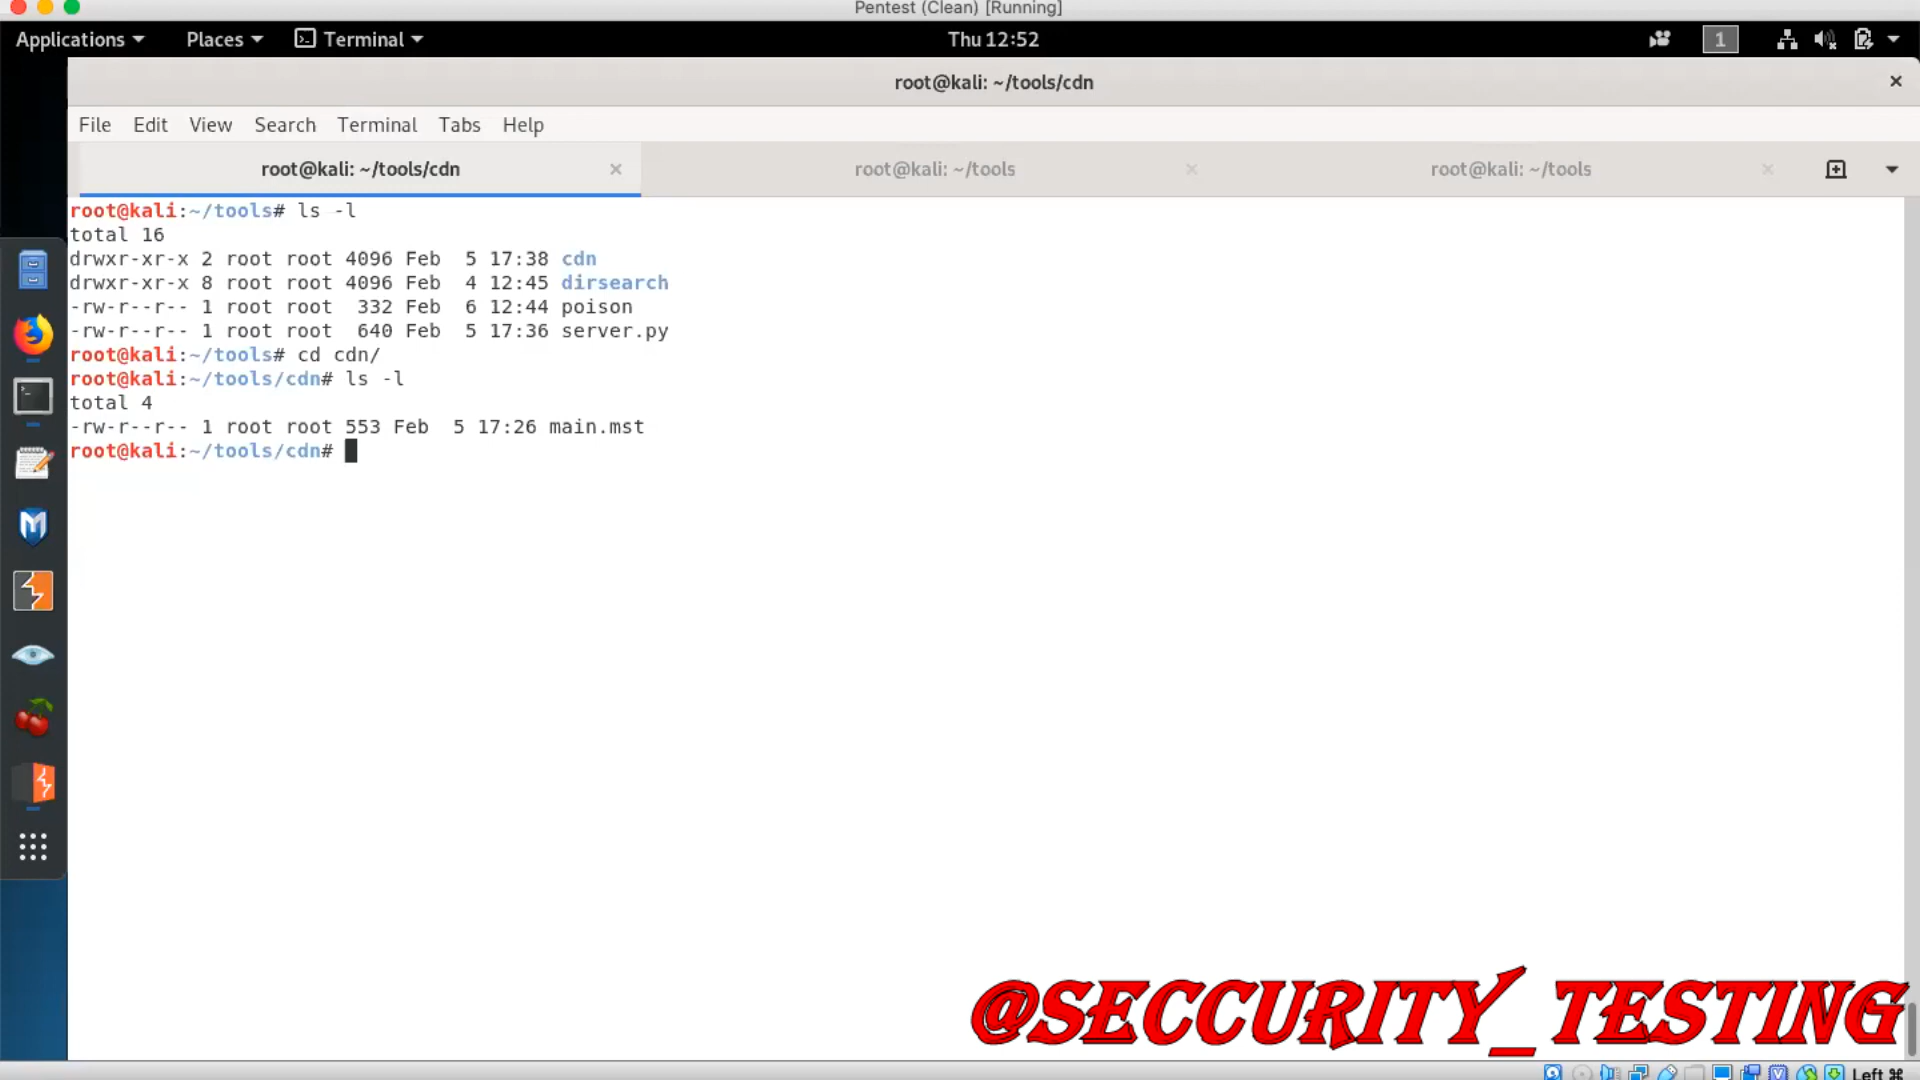 Pentest (Clean) [Running]
Applications Places Terminal Thu 12:52 1
root@kali: ~/tools/cdn
File Edit View Search Terminal Tabs Help
root@kali: ~/tools/cdn root@kali: ~/tools root@kali: ~/tools
root@kali:~/tools# ls -l
total 16
drwxr-xr-x 2 root root 4096 Feb  5 17:38 cdn
drwxr-xr-x 8 root root 4096 Feb  4 12:45 dirsearch
-rw-r--r-- 1 root root  332 Feb  6 12:44 poison
-rw-r--r-- 1 root root  640 Feb  5 17:36 server.py
root@kali:~/tools# cd cdn/
root@kali:~/tools/cdn# ls -l
total 4
-rw-r--r-- 1 root root 553 Feb  5 17:26 main.mst
root@kali:~/tools/cdn#
@SECCURITY_TESTING
Left ⌘